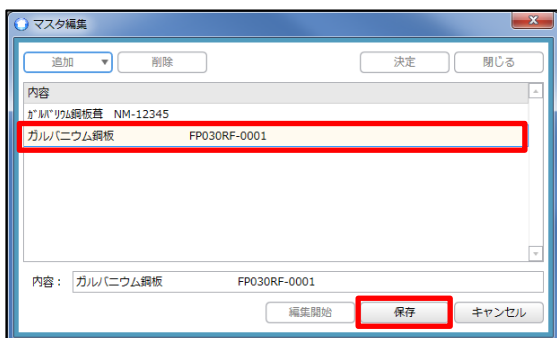 マスタ編集
追加 ▼ 削除 決定 閉じる
内容
ｶﾞﾙﾊﾞﾘｳﾑ鋼板葺 NM-12345
ガルバニウム鋼板 FP030RF-0001
内容： ガルバニウム鋼板 FP030RF-0001
編集開始 保存 キャンセル